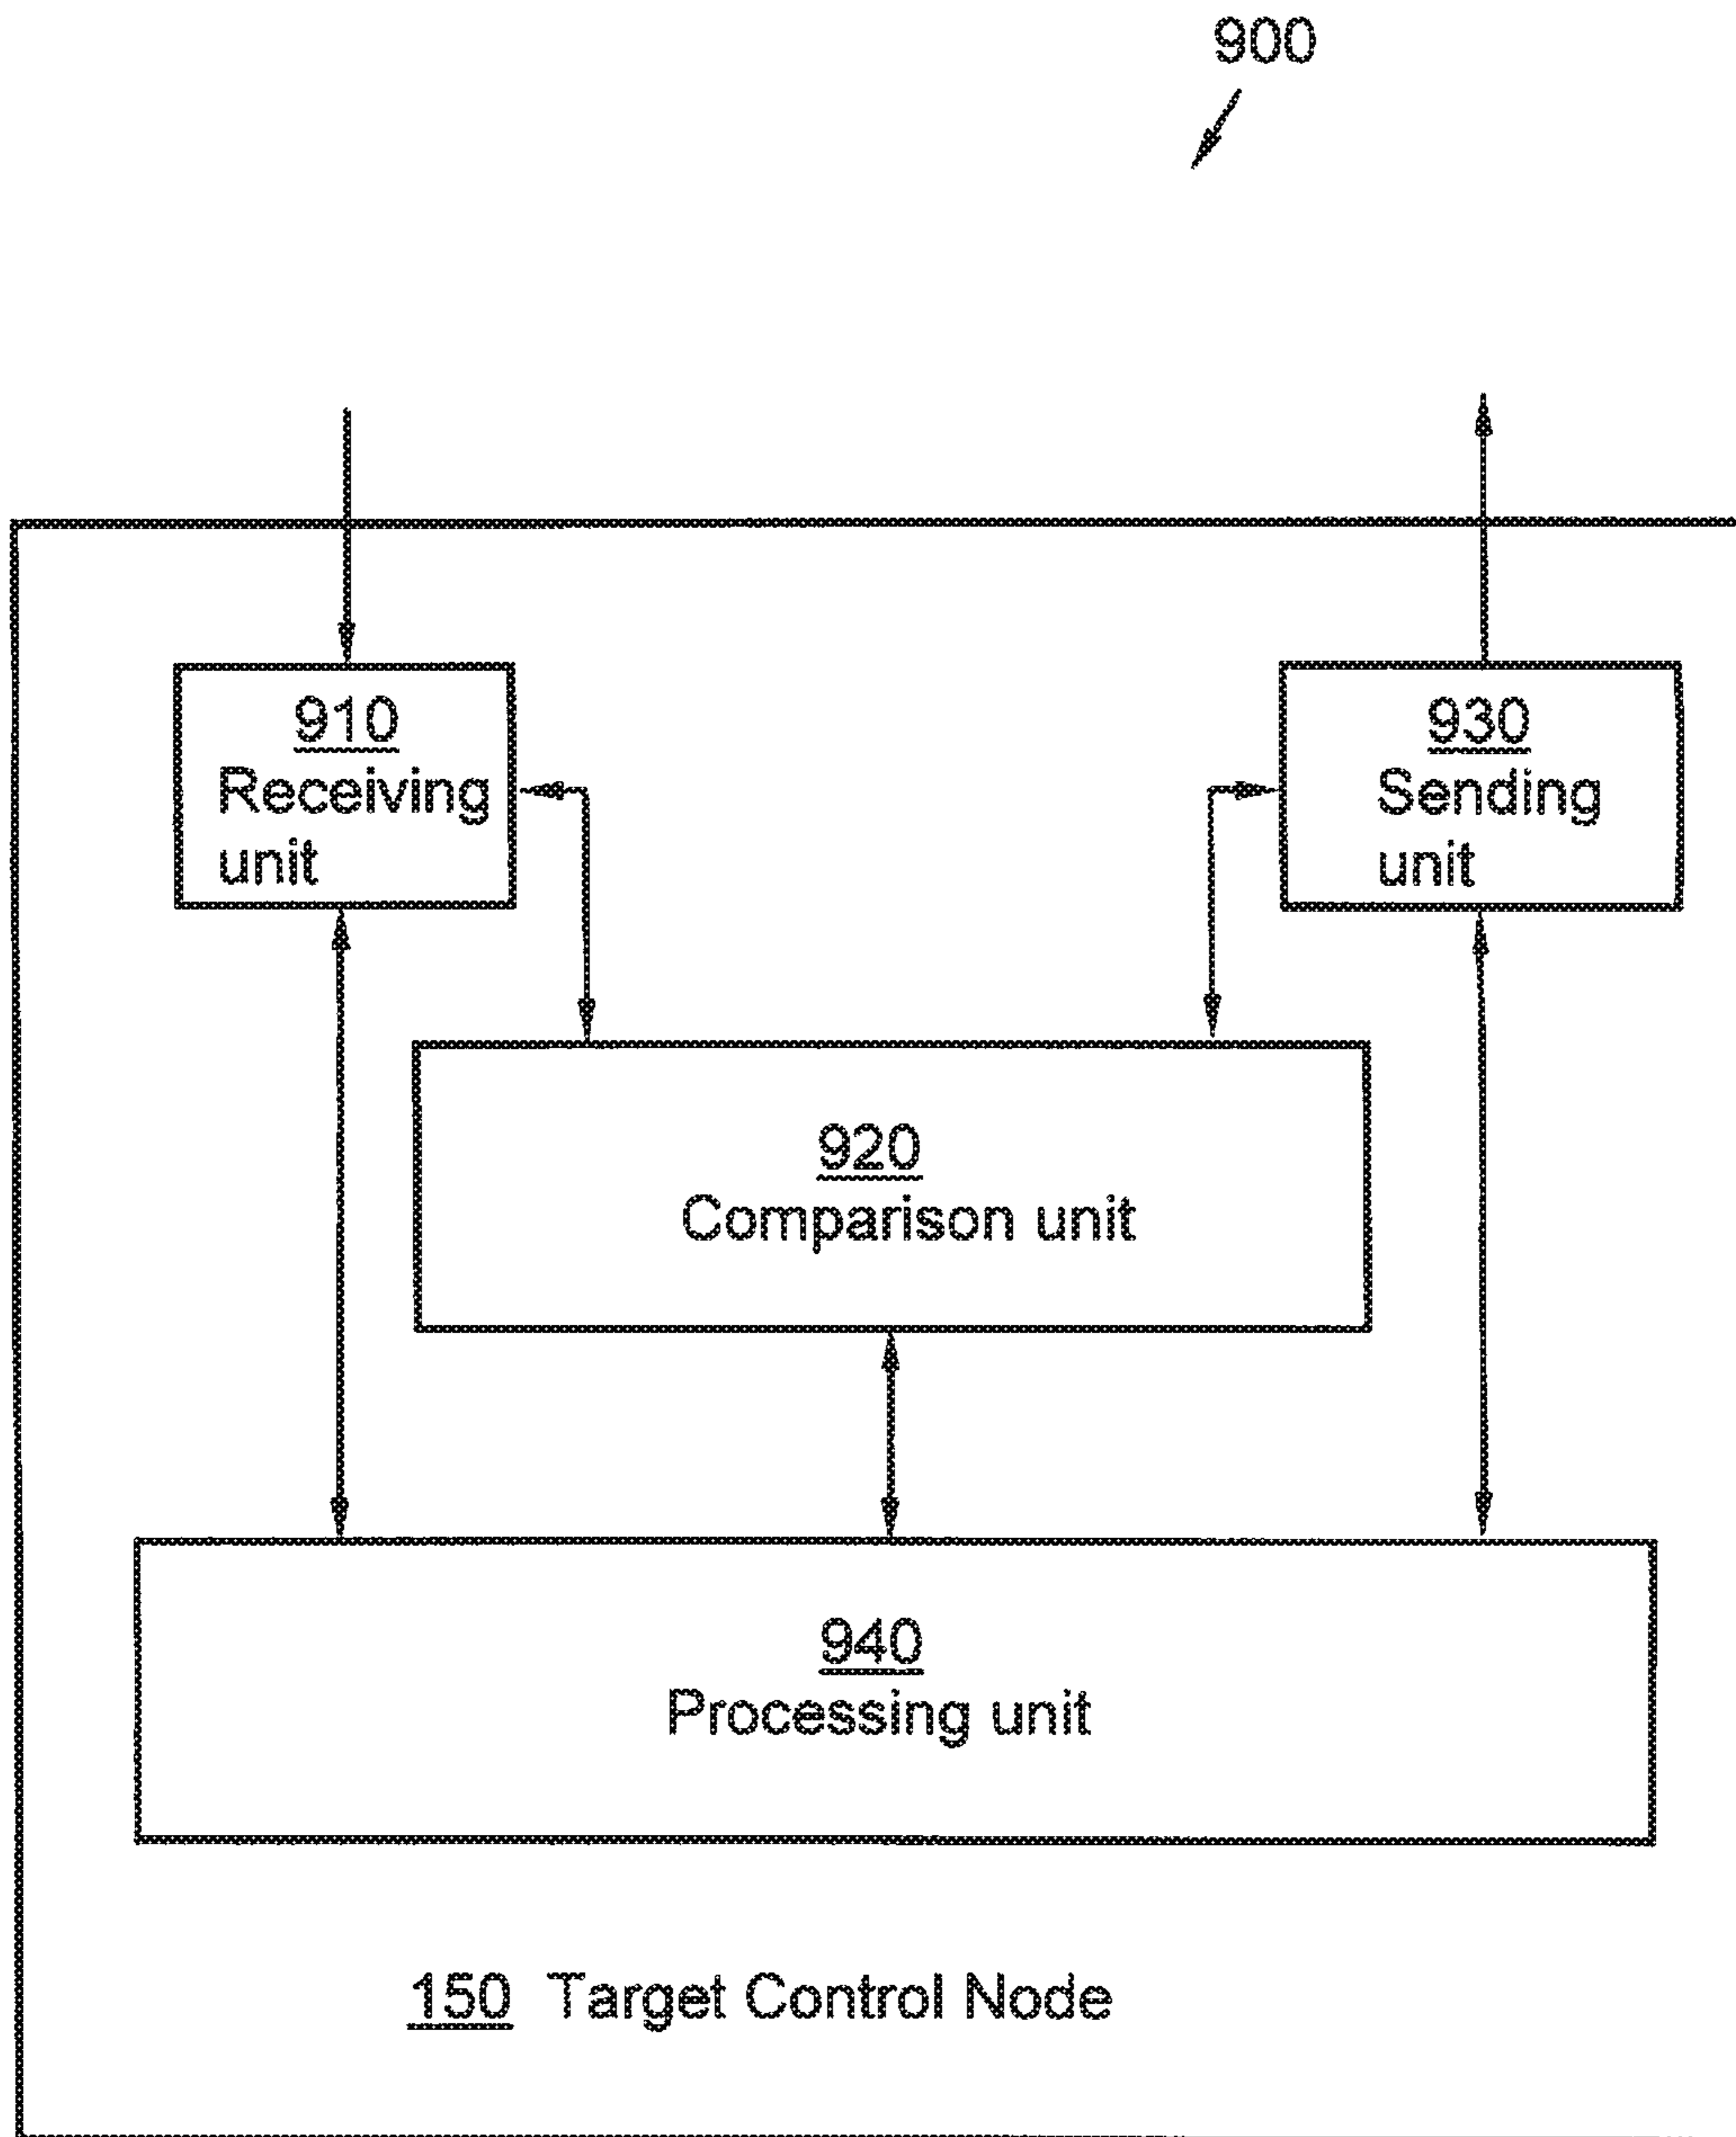 900
910
Receiving
unit
930
Sending
unit
920
Comparison unit
940
Processing unit
150 Target Control Node